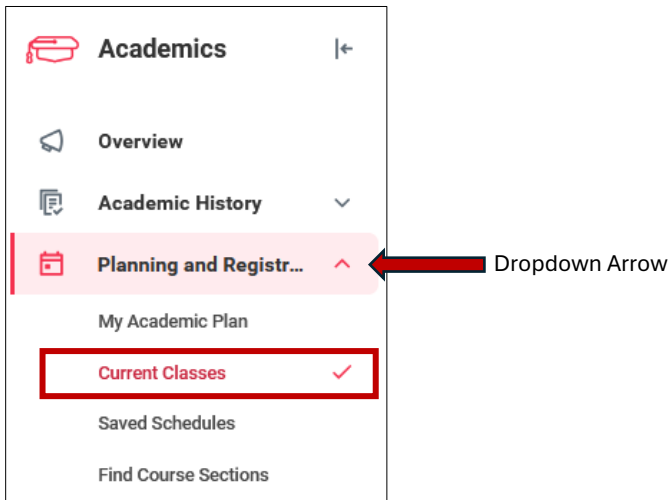 Academics
Overview
Academic History
Planning and Registr...
Dropdown Arrow
My Academic Plan
Current Classes
Saved Schedules
Find Course Sections